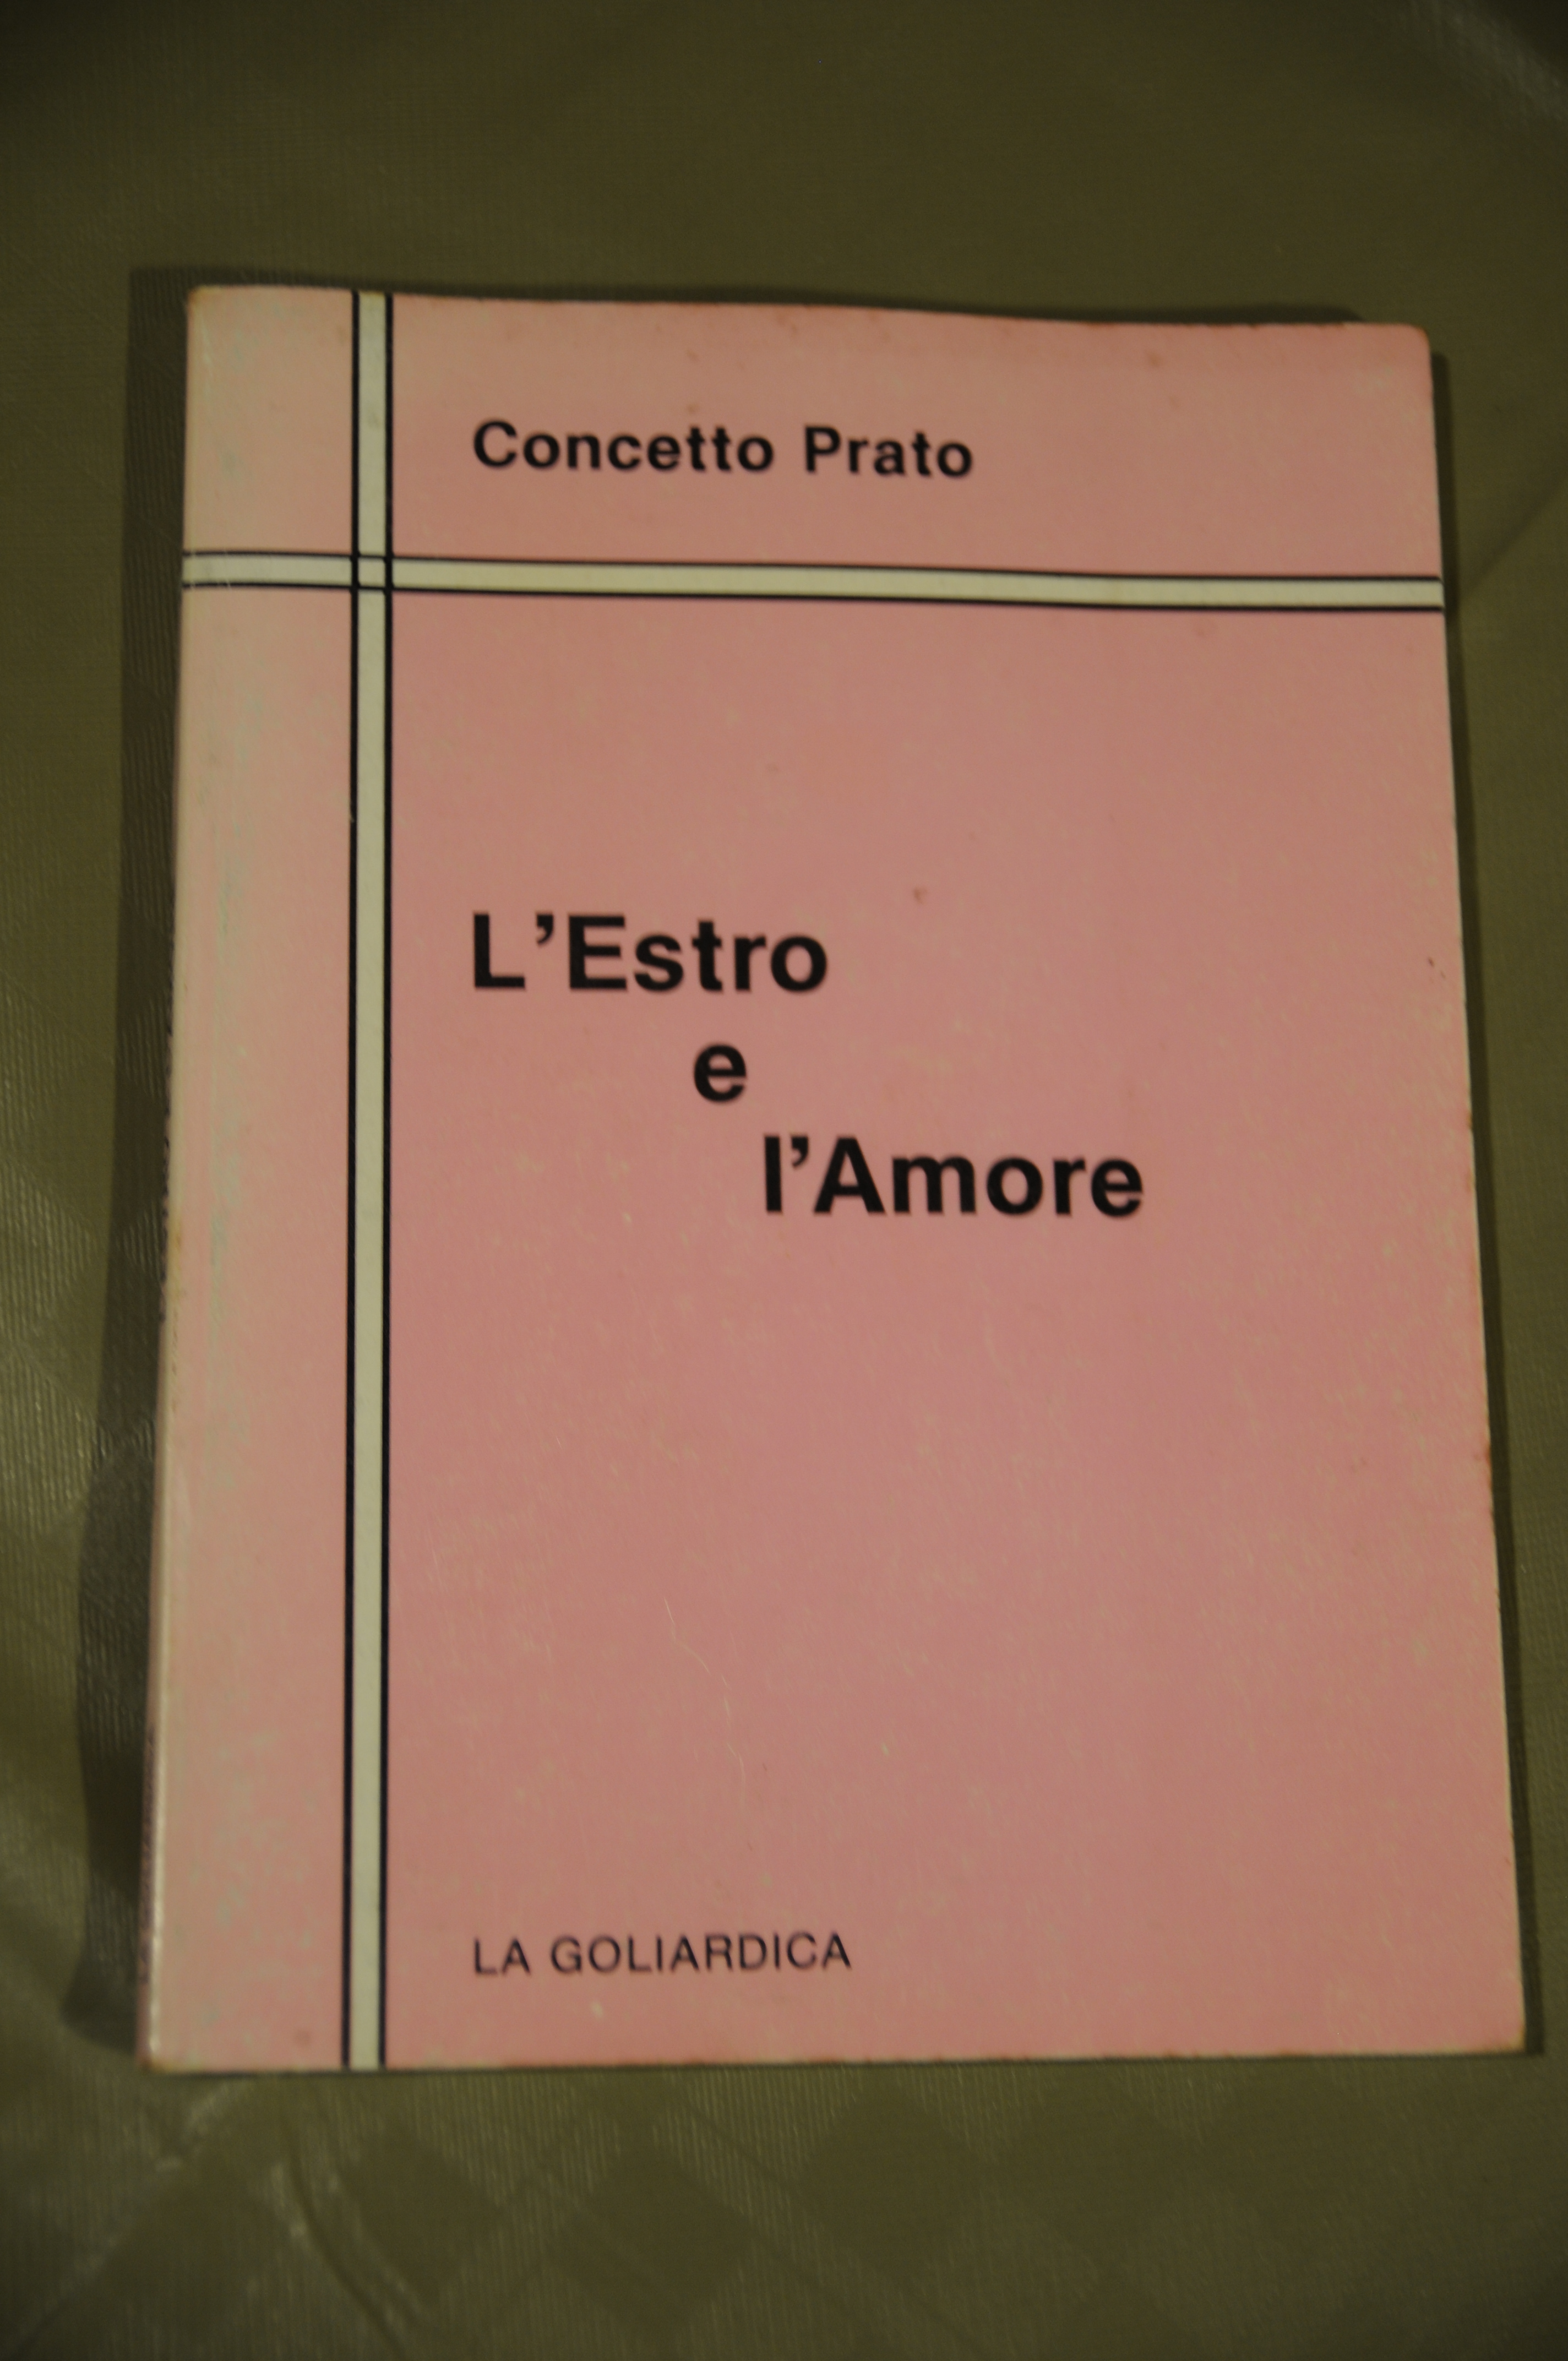 Concetto Prato
L'Estro
e
l'Amore
LA GOLIARDICA